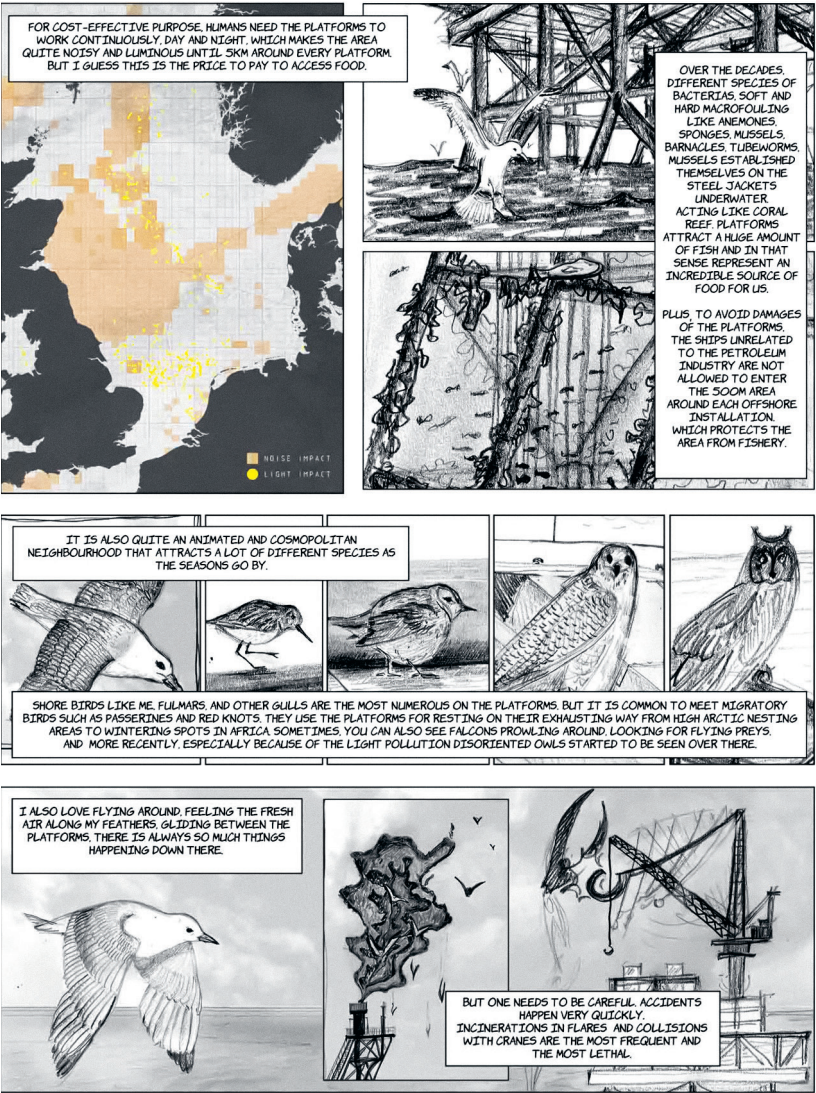 FOR COST-EFFECTIVE PURPOSE, HUMANS NEED THE PLATFORMS TO
WORK CONTINUOUSLY, DAY AND NIGHT, WHICH MAKES THE AREA
QUITE NOISY AND LUMINOUS UNTIL 5KM AROUND EVERY PLATFORM.
BUT I GUESS THIS IS THE PRICE TO PAY TO ACCESS FOOD.
NOISE IMPACT
LIGHT IMPACT
OVER THE DECADES,
DIFFERENT SPECIES OF
BACTERIAS, SOFT AND
HARD MACROFOULING
LIKE ANEMONES,
SPONGES, MUSSELS,
BARNACLES, TUBEWORMS,
MUSSELS ESTABLISHED
THEMSELVES ON THE
STEEL JACKETS
UNDERWATER
ACTING LIKE CORAL
REEF. PLATFORMS
ATTRACT A HUGE AMOUNT
OF FISH AND IN THAT
SENSE REPRESENT AN
INCREDIBLE SOURCE OF
FOOD FOR US.
PLUS, TO AVOID DAMAGES
OF THE PLATFORMS,
THE SHIPS UNRELATED
TO THE PETROLEUM
INDUSTRY ARE NOT
ALLOWED TO ENTER
THE 500M AREA
AROUND EACH OFFSHORE
INSTALLATION.
WHICH PROTECTS THE
AREA FROM FISHERY.
IT IS ALSO QUITE AN ANIMATED AND COSMOPOLITAN
NEIGHBOURHOOD THAT ATTRACTS A LOT OF DIFFERENT SPECIES AS
THE SEASONS GO BY.
SHORE BIRDS LIKE ME, FULMARS, AND OTHER GULLS ARE THE MOST NUMEROUS ON THE PLATFORMS. BUT IT IS COMMON TO MEET MIGRATORY
BIRDS SUCH AS PASSERINES AND RED KNOTS. THEY USE THE PLATFORMS FOR RESTING ON THEIR EXHAUSTING WAY FROM HIGH ARCTIC NESTING
AREAS TO WINTERING SPOTS IN AFRICA. SOMETIMES, YOU CAN ALSO SEE FALCONS PROWLING AROUND, LOOKING FOR FLYING PREYS.
AND MORE RECENTLY, ESPECIALLY BECAUSE OF THE LIGHT POLLUTION DISORIENTED OWLS STARTED TO BE SEEN OVER THERE.
I ALSO LOVE FLYING AROUND, FEELING THE FRESH
AIR ALONG MY FEATHERS, GLIDING BETWEEN THE
PLATFORMS, THERE IS ALWAYS SO MUCH THINGS
HAPPENING DOWN THERE.
BUT ONE NEEDS TO BE CAREFUL. ACCIDENTS
HAPPEN VERY QUICKLY.
INCINERATIONS IN FLARES AND COLLISIONS
WITH CRANES ARE THE MOST FREQUENT AND
THE MOST LETHAL.